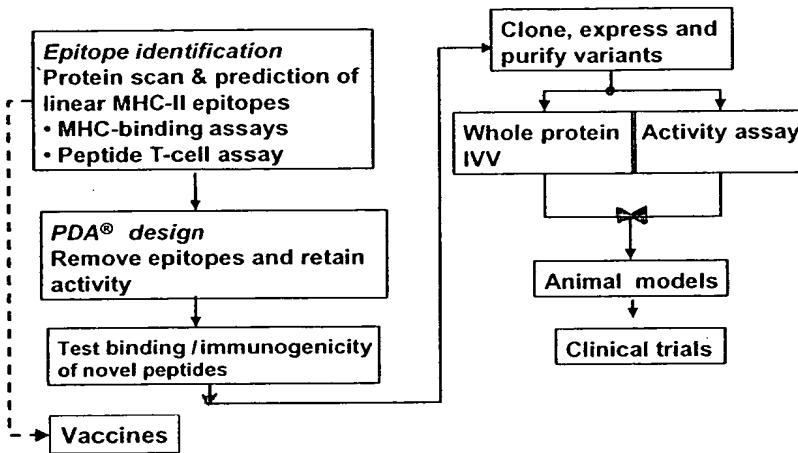 Epitope identification
Protein scan & prediction of
linear MHC-II epitopes
• MHC-binding assays
• Peptide T-cell assay
PDA® design
Remove epitopes and retain
activity
Test binding / immunogenicity
of novel peptides
Vaccines
Clone, express and
purify variants
Whole protein
IVV
Activity assay
Animal models
Clinical trials